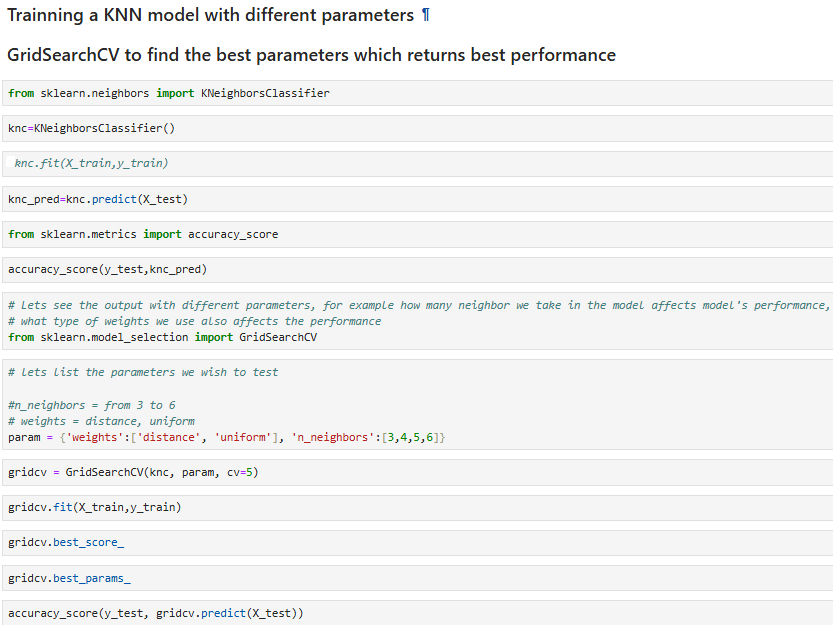 Trainning a KNN model with different parameters ¶
GridSearchCV to find the best parameters which returns best performance
from sklearn.neighbors import KNeighborsClassifier
knc=KNeighborsClassifier()
knc.fit(X_train,y_train)
knc_pred=knc.predict(X_test)
from sklearn.metrics import accuracy_score
accuracy_score(y_test,knc_pred)
# Lets see the output with different parameters, for example how many neighbor we take in the model affects model's performance,
# what type of weights we use also affects the performance
from sklearn.model_selection import GridSearchCV
# lets list the parameters we wish to test
#n_neighbors = from 3 to 6
# weights = distance, uniform
param = {'weights':['distance', 'uniform'], 'n_neighbors':[3,4,5,6]}
gridcv = GridSearchCV(knc, param, cv=5)
gridcv.fit(X_train,y_train)
gridcv.best_score_
gridcv.best_params_
accuracy_score(y_test, gridcv.predict(X_test))